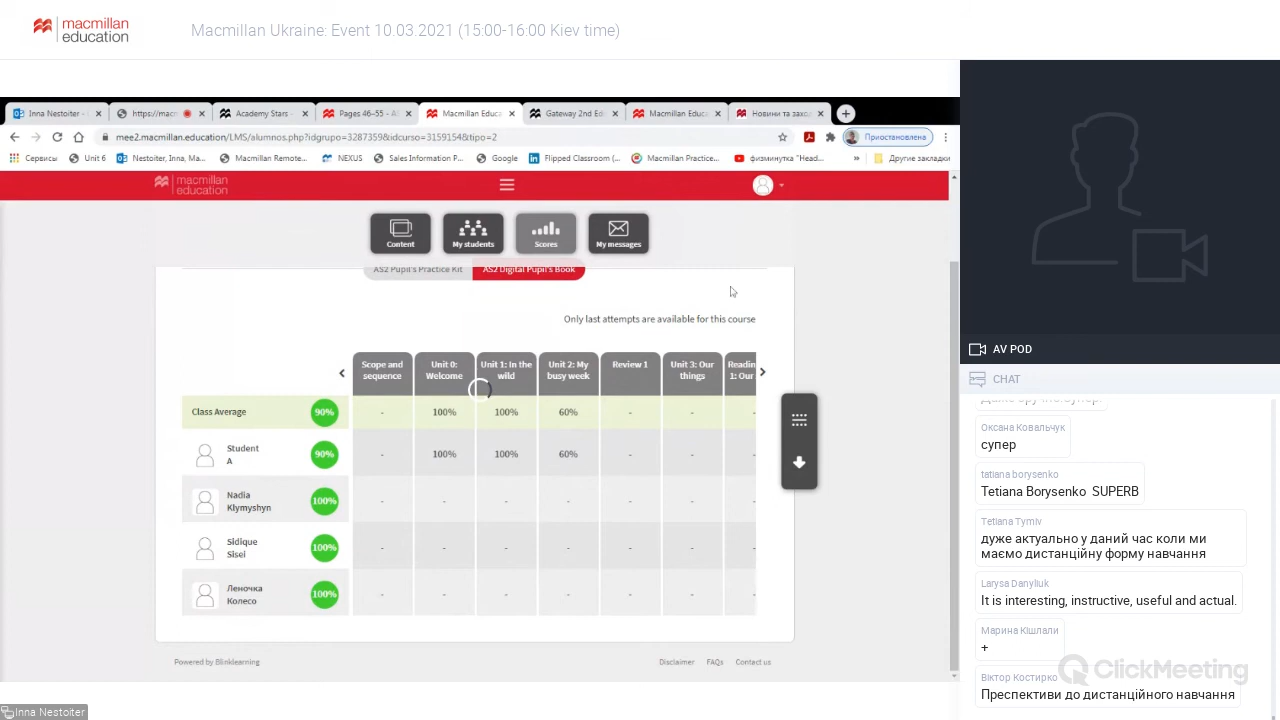 macmillan
education
Macmillan Ukraine: Event 10.03.2021 (15:00-16:00 Kiev time)
Inna Nestoiter -
https://macm
Academy Stars -
Pages 46–55 - A
Macmillan Educa
Gateway 2nd Ed
Macmillan Educa
Новини та захо
mee2.macmillan.education/LMS/alumnos.php?idgrupo=3287359&idcurso=3159154&tipo=2
Приостановлена
Сервисы
Unit 6
Nestoiter, Inna, Ma...
Macmillan Remote...
NEXUS
Sales Information P...
Google
Flipped Classroom (...
Macmillan Practice...
физминутка "Head...
»
Другие закладки
macmillan
education
Content
My students
Scores
My messages
AS2 Pupil's Practice Kit
AS2 Digital Pupil's Book
Only last attempts are available for this course
Scope and sequence
Unit 0: Welcome
Unit 1: In the wild
Unit 2: My busy week
Review 1
Unit 3: Our things
Readin 1: Our
Class Average 90% - 100% 100% 60% - - -
Student A 90% - 100% 100% 60% - - -
Nadia Klymyshyn 100% - - - - - - -
Sidique Sisei 100% - - - - - - -
Леночка Колесо 100% - - - - - - -
Powered by Blinklearning
Disclaimer
FAQs
Contact us
Inna Nestoiter
AV POD
CHAT
Оксана Ковальчук
супер
tatiana borysenko
Tetiana Borysenko SUPERB
Tetiana Tymiv
дуже актуально у даний час коли ми
маємо дистанційну форму навчання
Larysa Danyliuk
It is interesting, instructive, useful and actual.
Марина Кішлали
+
Віктор Костирко
Преспективи до дистанційного навчання
ClickMeeting